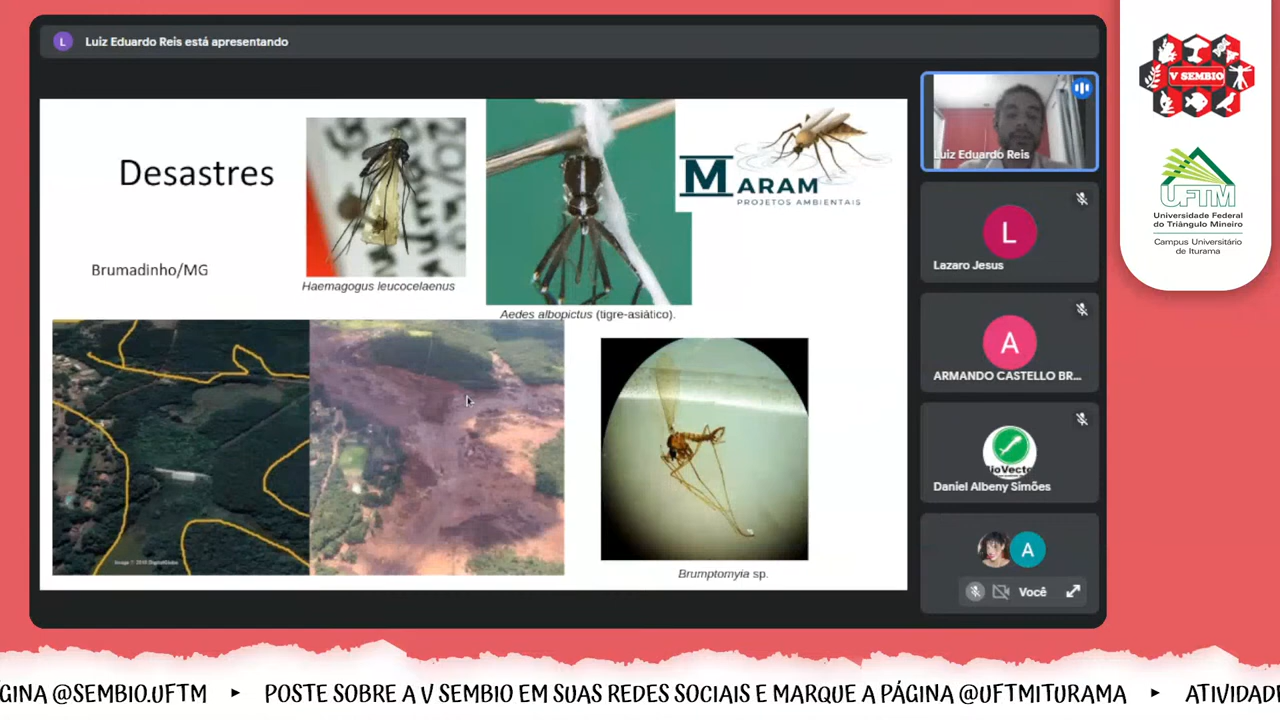 L
Luiz Eduardo Reis está apresentando
Desastres
Brumadinho/MG
Haemagogus leucocelaenus
Aedes albopictus (tigre-asiático).
MARAM
PROJETOS AMBIENTAIS
Brumptomyia sp.
Luiz Eduardo Reis
L
Lazaro Jesus
A
ARMANDO CASTELLO BR...
Daniel Albeny Simões
A
Você
V SEMBIO
UFTM
Universidade Federal
do Triângulo Mineiro
Campus Universitário
de Iturama
GINA @SEMBIO.UFTM ▸ POSTE SOBRE A V SEMBIO EM SUAS REDES SOCIAIS E MARQUE A PÁGINA @UFTMITURAMA ▸ ATIVIDADE